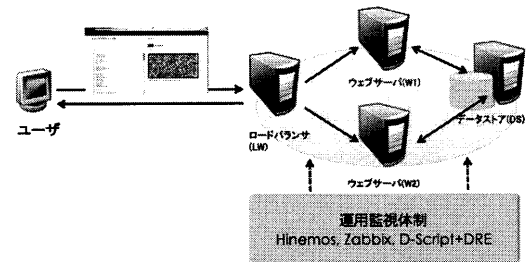 ユーザ
ロードバランサ
(LW)
ウェブサーバ(W1)
ウェブサーバ(W2)
データストア(DS)
運用監視体制
Hinemos, Zabbix, D-Script+DRE